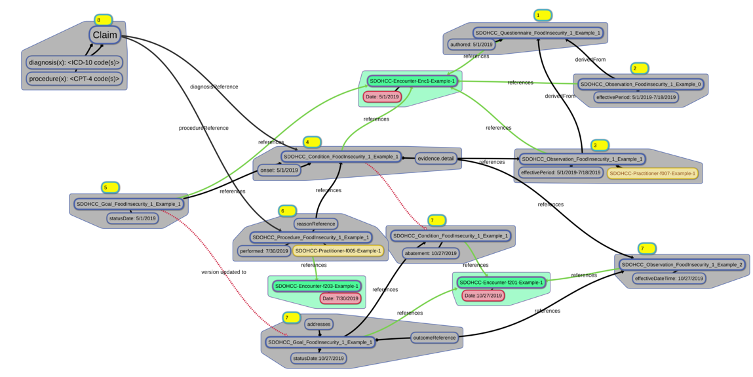 0
Claim
diagnosis(x): <ICD-10 code(s)>
procedure(x): <CPT-4 code(s)>
1
SDOHCC_Questionnaire_FoodInsecurity_1_Example_1
authored: 5/1/2019
references
derivedFrom
2
SDOHCC_Observation_FoodInsecurity_1_Example_0
effectivePeriod: 5/1/2019-7/18/2019
SDOHCC-Encounter-Enc1-Example-1
Date: 5/1/2019
references
diagnosisReference
derivedFrom
references
procedureReference
references
references
4
SDOHCC_Condition_FoodInsecurity_1_Example_1
onset: 5/1/2019
evidence.detail
references
SDOHCC_Observation_FoodInsecurity_1_Example_1
effectivePeriod: 5/1/2019-7/18/2019
SDOHCC-Practitioner-f007-Example-1
5
SDOHCC_Goal_FoodInsecurity_1_Example_1
statusDate: 5/1/2019
references
references
6
reasonReference
SDOHCC_Procedure_FoodInsecurity_1_Example_1
performed: 7/30/2019
SDOHCC-Practitioner-f005-Example-1
SDOHCC_Condition_FoodInsecurity_1_Example_1
abatement: 10/27/2019
references
version updated to
SDOHCC_Observation_FoodInsecurity_1_Example_2
effectiveDateTime: 10/27/2019
references
SDOHCC-Encounter-f203-Example-1
Date: 7/30/2019
references
SDOHCC-Encounter-f201-Example-1
Date:10/27/2019
references
references
7
addresses
SDOHCC_Goal_FoodInsecurity_1_Example_1
statusDate:10/27/2019
outcomeReference